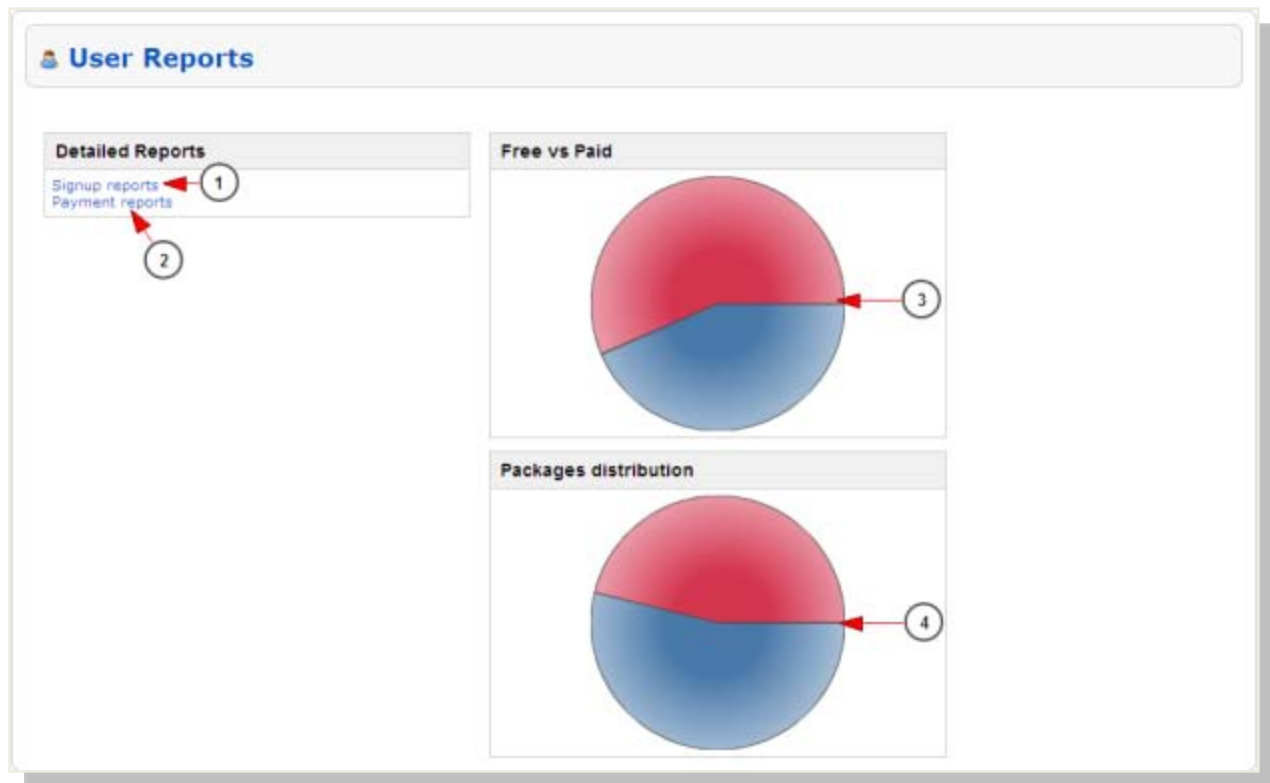 User Reports
Detailed Reports
Signup reports
1
Payment reports
2
Free vs Paid
3
Packages distribution
4